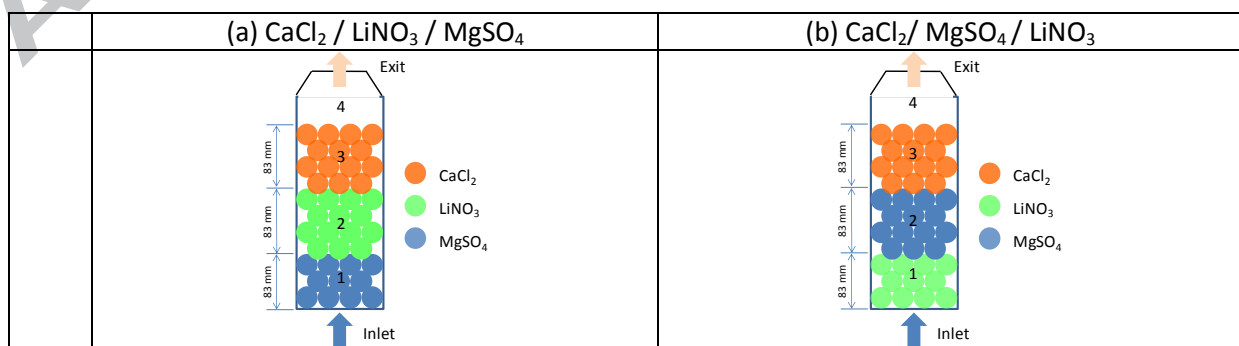 (a) CaCl₂ / LiNO₃ / MgSO₄
(b) CaCl₂/ MgSO₄ / LiNO₃
Exit
4
83 mm
3
CaCl₂
83 mm
2
LiNO₃
MgSO₄
83 mm
1
Inlet
Exit
4
83 mm
3
CaCl₂
83 mm
2
LiNO₃
MgSO₄
83 mm
1
Inlet